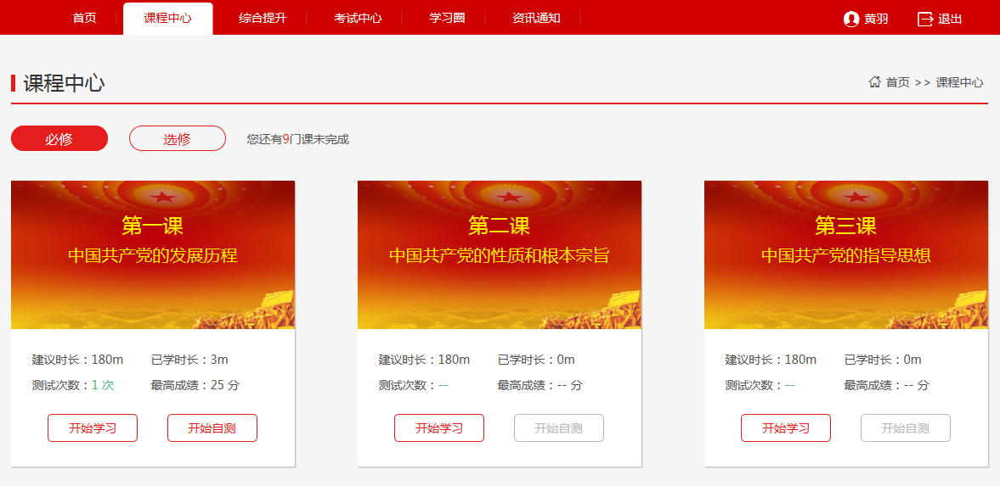 首页 课程中心 综合提升 考试中心 学习圈 资讯通知 黄羽 退出
课程中心 首页 >> 课程中心
必修 选修 您还有9门课未完成
第一课
中国共产党的发展历程
建议时长：180m 已学时长：3m
测试次数：1 次 最高成绩：25 分
开始学习 开始自测
第二课
中国共产党的性质和根本宗旨
建议时长：180m 已学时长：0m
测试次数：-- 最高成绩：-- 分
开始学习 开始自测
第三课
中国共产党的指导思想
建议时长：180m 已学时长：0m
测试次数：-- 最高成绩：-- 分
开始学习 开始自测